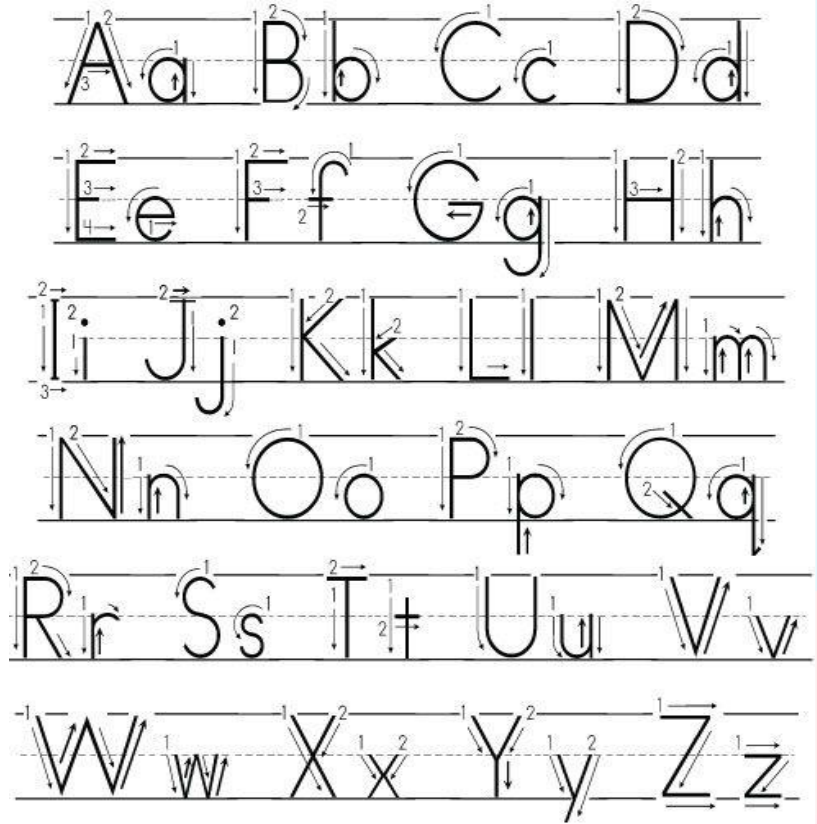 Aa Bb Cc Dd
Ee Ff Gg Hh
Ii Jj Kk Ll Mm
Nn Oo Pp Qq
Rr Ss Tt Uu Vv
Ww Xx Yy Zz